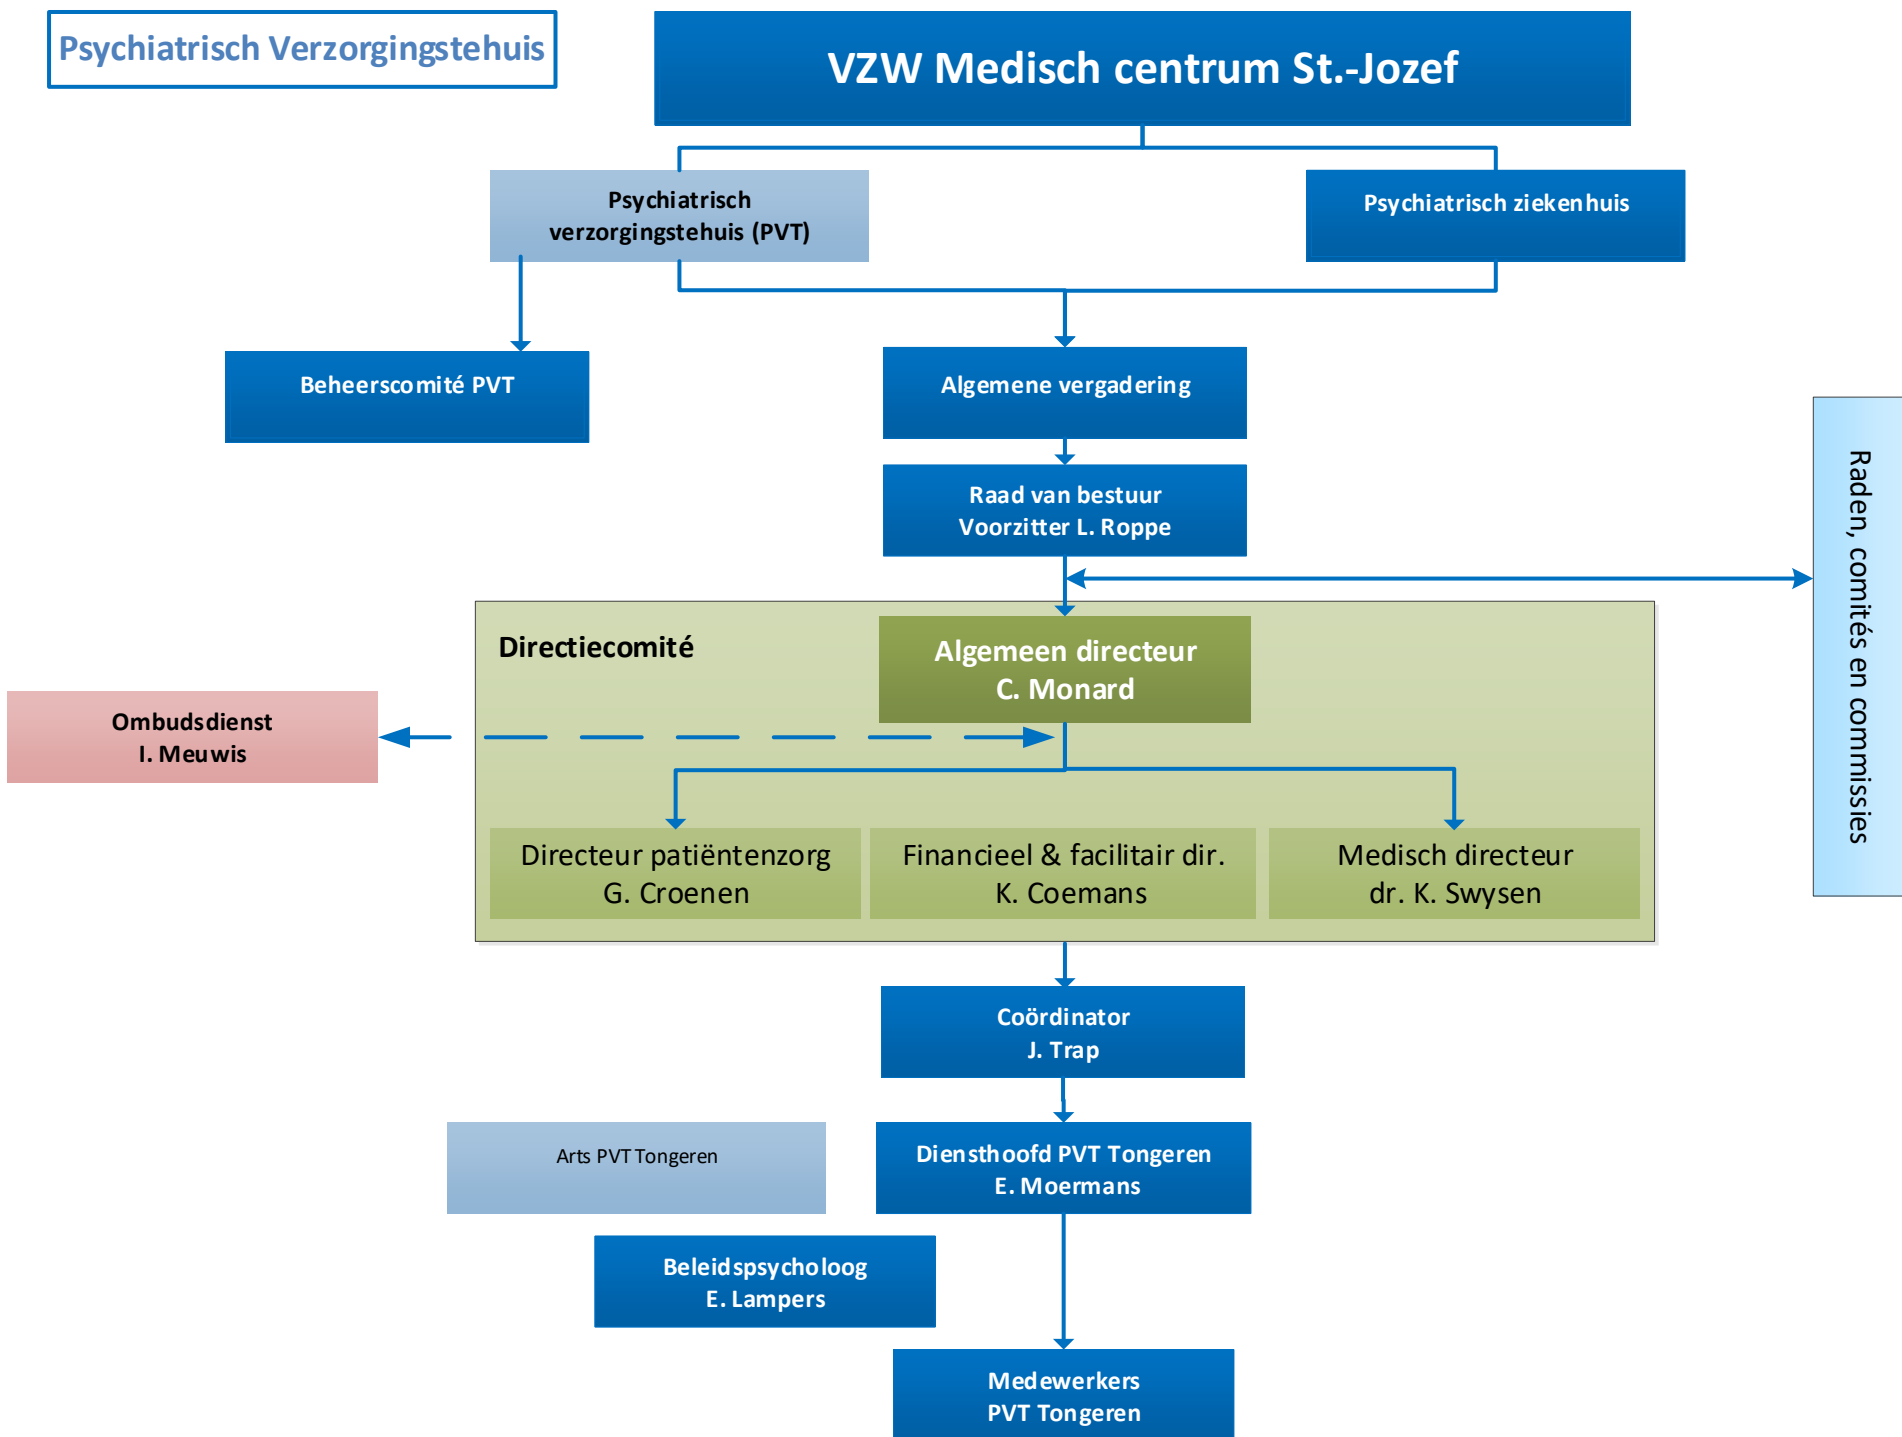 Psychiatrisch Verzorgingstehuis
VZW Medisch centrum St.-Jozef
Psychiatrisch
verzorgingstehuis (PVT)
Psychiatrisch ziekenhuis
Beheerscomité PVT
Algemene vergadering
Raad van bestuur
Voorzitter L. Roppe
Raden, comités en commissies
Directiecomité
Algemeen directeur
C. Monard
Ombudsdienst
I. Meuwis
Directeur patiëntenzorg
G. Croenen
Financieel & facilitair dir.
K. Coemans
Medisch directeur
dr. K. Swysen
Coördinator
J. Trap
Arts PVT Tongeren
Diensthoofd PVT Tongeren
E. Moermans
Beleidspsycholoog
E. Lampers
Medewerkers
PVT Tongeren